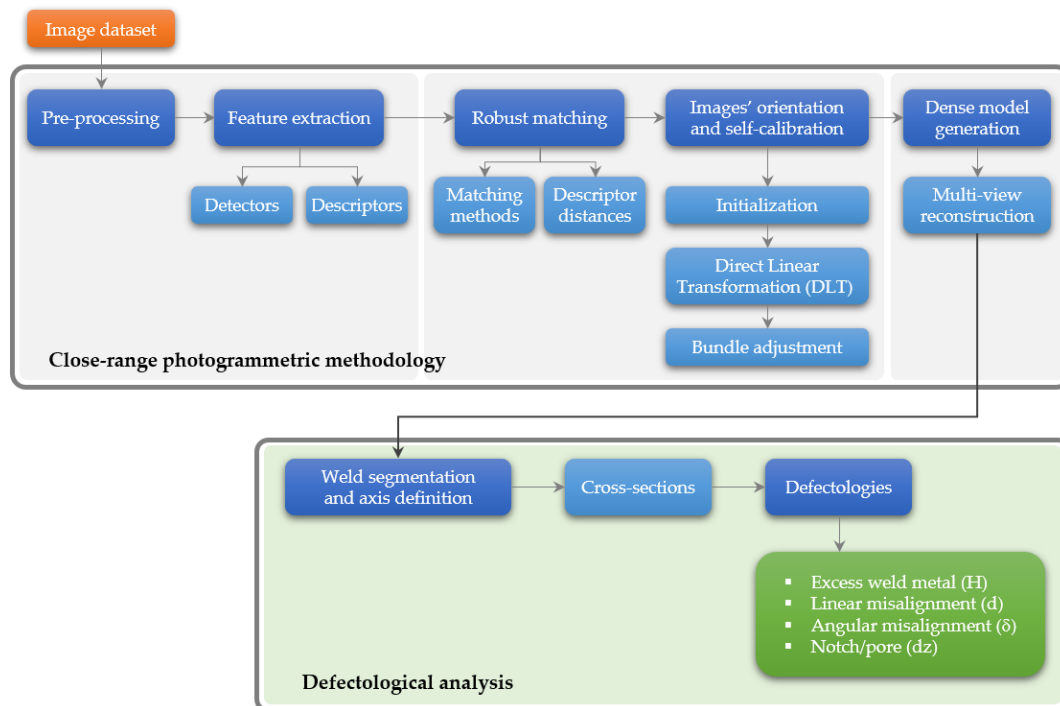 Image dataset
Pre-processing
Feature extraction
Robust matching
Images’ orientation
and self-calibration
Dense model
generation
Detectors
Descriptors
Matching
methods
Descriptor
distances
Initialization
Multi-view
reconstruction
Direct Linear
Transformation (DLT)
Bundle adjustment
Close-range photogrammetric methodology
Weld segmentation
and axis definition
Cross-sections
Defectologies
▪ Excess weld metal (H)
▪ Linear misalignment (d)
▪ Angular misalignment (δ)
▪ Notch/pore (dz)
Defectological analysis